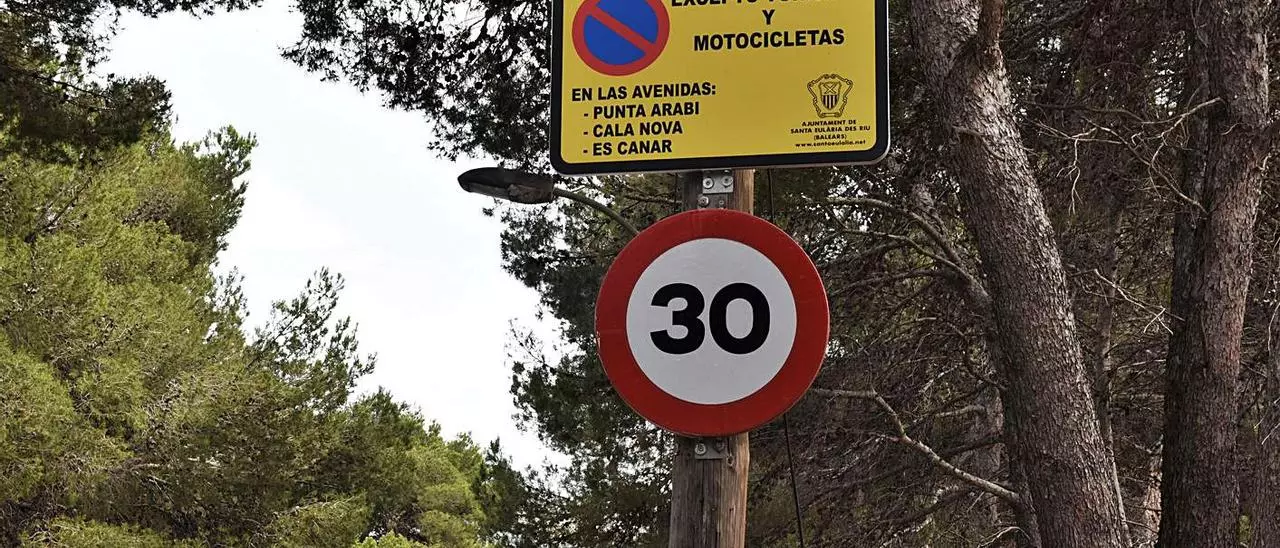 EXCEPTO
Y
MOTOCICLETAS
EN LAS AVENIDAS:
- PUNTA ARABI
- CALA NOVA
- ES CANAR
AJUNTAMENT DE
SANTA EULÀRIA DES RIU
(BALEARS)
www.santaeulalia.net
30